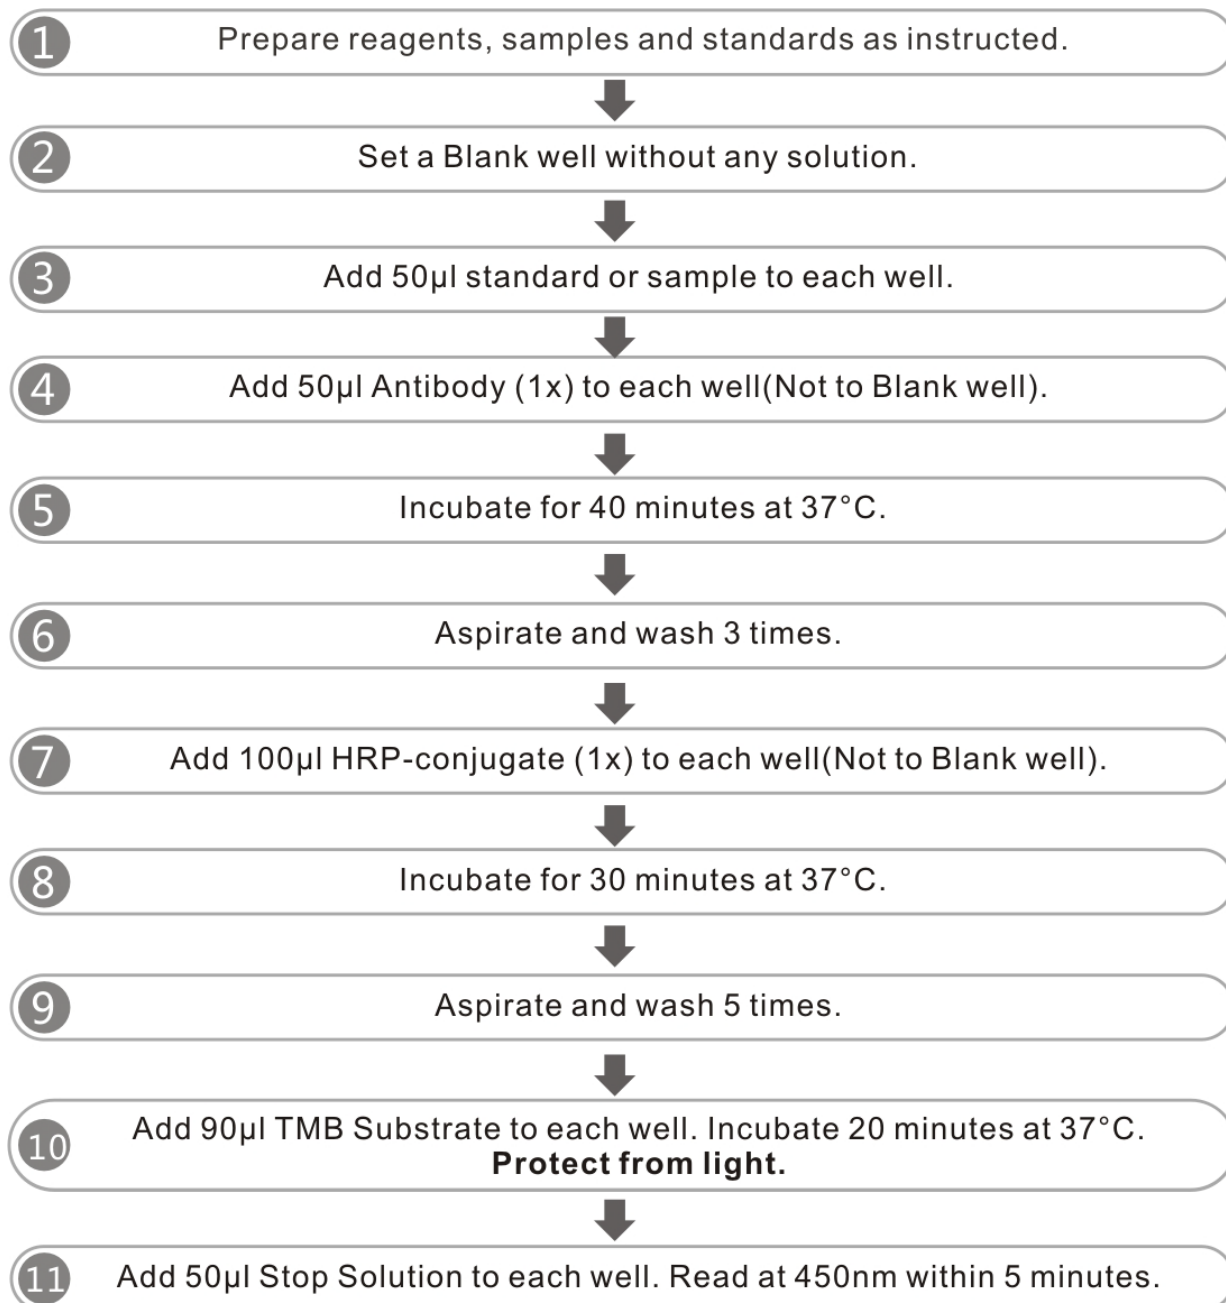 1 Prepare reagents, samples and standards as instructed.
2 Set a Blank well without any solution.
3 Add 50µl standard or sample to each well.
4 Add 50µl Antibody (1x) to each well(Not to Blank well).
5 Incubate for 40 minutes at 37°C.
6 Aspirate and wash 3 times.
7 Add 100µl HRP-conjugate (1x) to each well(Not to Blank well).
8 Incubate for 30 minutes at 37°C.
9 Aspirate and wash 5 times.
10 Add 90µl TMB Substrate to each well. Incubate 20 minutes at 37°C.
Protect from light.
11 Add 50µl Stop Solution to each well. Read at 450nm within 5 minutes.